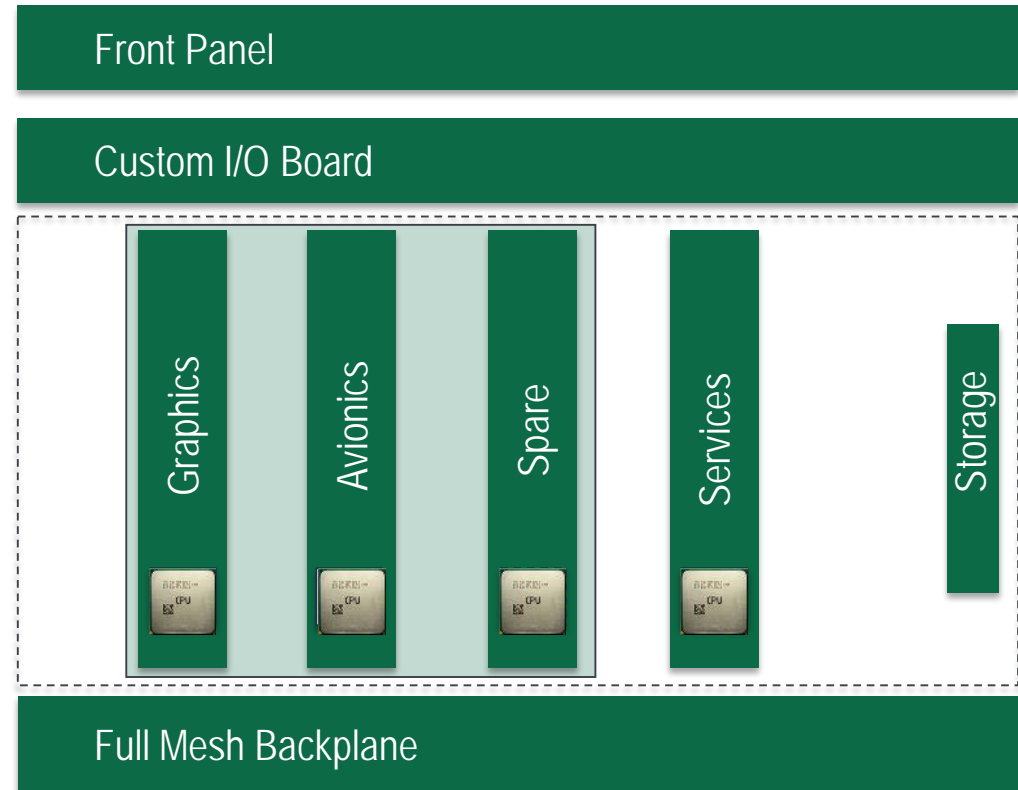 Front Panel
Custom I/O Board
Graphics
Avionics
Spare
Services
Storage
CPU
CPU
CPU
CPU
Full Mesh Backplane